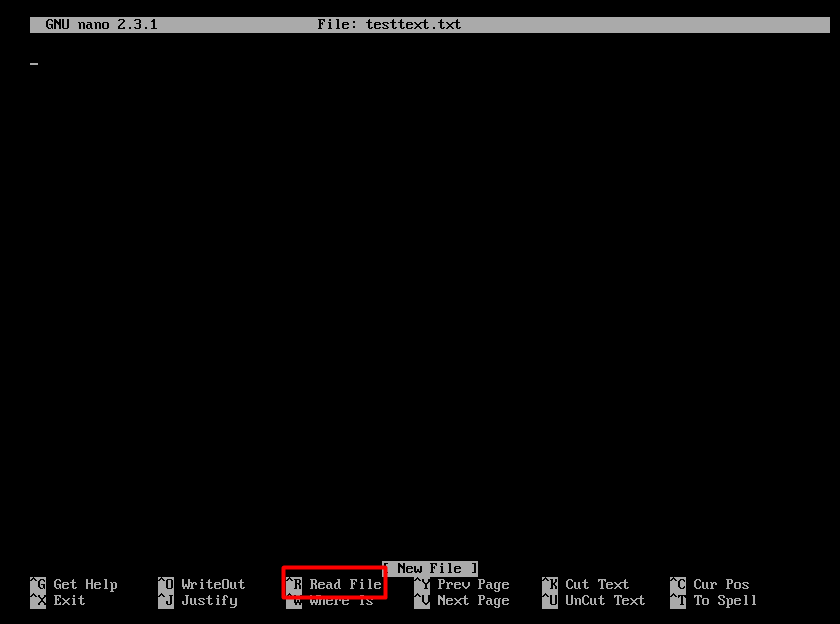 GNU nano 2.3.1 File: testtext.txt
[ New File ]
^G Get Help ^O WriteOut ^R Read File ^Y Prev Page ^K Cut Text ^C Cur Pos
^X Exit ^J Justify ^W Where Is ^V Next Page ^U UnCut Text ^T To Spell